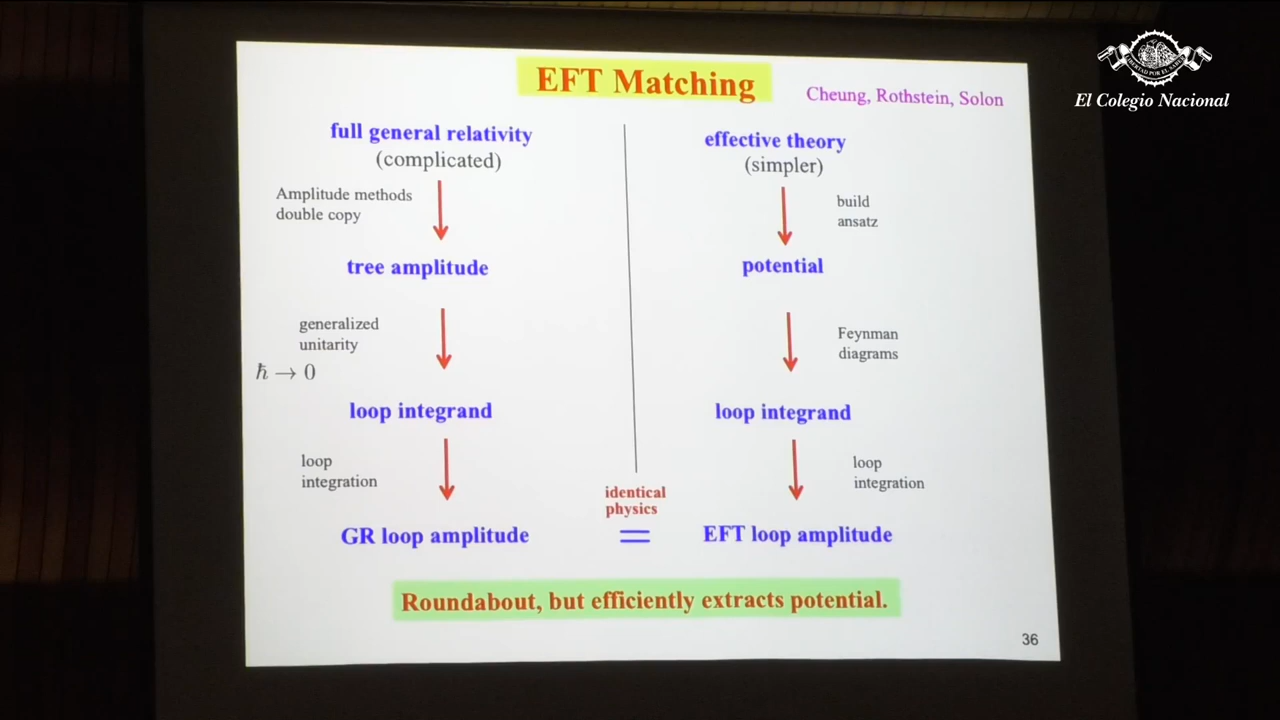 EFT Matching
Cheung, Rothstein, Solon
El Colegio Nacional
full general relativity
(complicated)
Amplitude methods
double copy
tree amplitude
generalized
unitarity
ℏ → 0
loop integrand
loop
integration
GR loop amplitude
identical
physics
=
effective theory
(simpler)
build
ansatz
potential
Feynman
diagrams
loop integrand
loop
integration
EFT loop amplitude
Roundabout, but efficiently extracts potential.
36